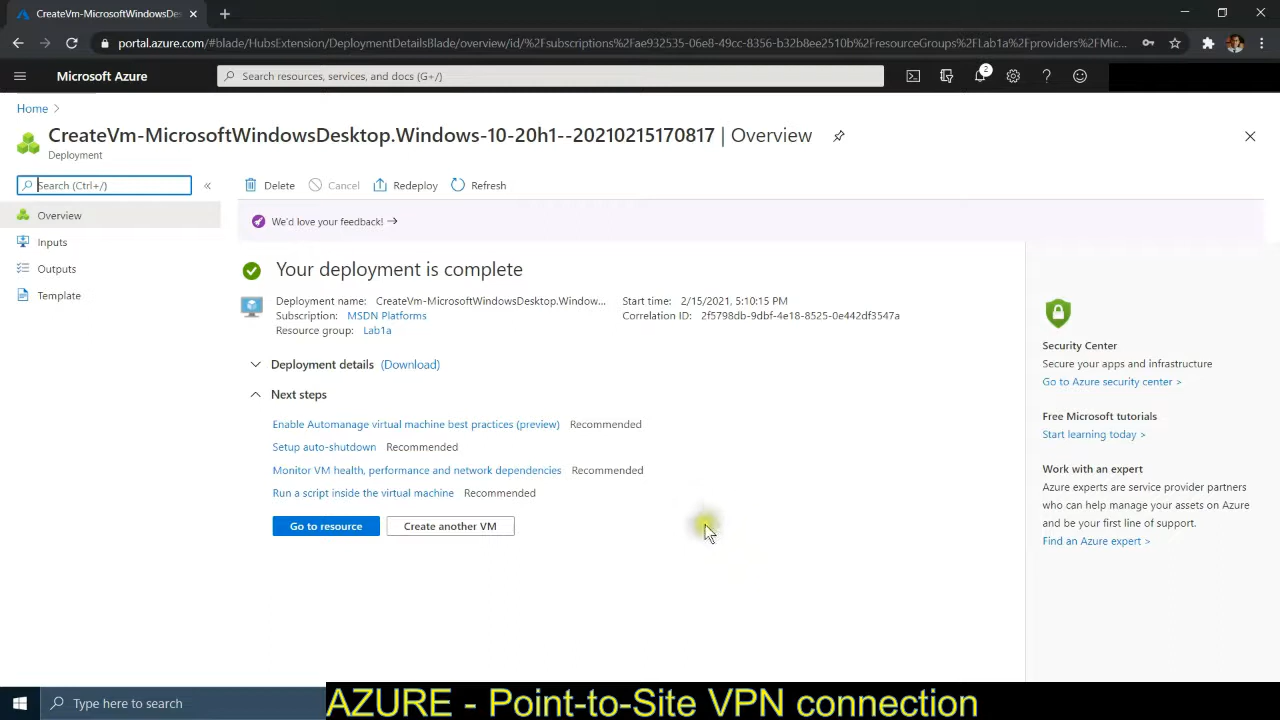 CreateVm-MicrosoftWindowsDes
portal.azure.com/#blade/HubsExtension/DeploymentDetailsBlade/overview/id/%2Fsubscriptions%2Fae932535-06e8-49cc-8356-b32b8ee2510b%2FresourceGroups%2FLab1a%2Fproviders%2FMic...
Microsoft Azure
Search resources, services, and docs (G+/)
2
Home
CreateVm-MicrosoftWindowsDesktop.Windows-10-20h1--20210215170817 | Overview
Deployment
Search (Ctrl+/)
Delete
Cancel
Redeploy
Refresh
Overview
Inputs
Outputs
Template
We'd love your feedback! →
Your deployment is complete
Deployment name: CreateVm-MicrosoftWindowsDesktop.Window...
Subscription: MSDN Platforms
Resource group: Lab1a
Start time: 2/15/2021, 5:10:15 PM
Correlation ID: 2f5798db-9dbf-4e18-8525-0e442df3547a
Deployment details (Download)
Next steps
Enable Automanage virtual machine best practices (preview) Recommended
Setup auto-shutdown Recommended
Monitor VM health, performance and network dependencies Recommended
Run a script inside the virtual machine Recommended
Go to resource
Create another VM
Security Center
Secure your apps and infrastructure
Go to Azure security center >
Free Microsoft tutorials
Start learning today >
Work with an expert
Azure experts are service provider partners
who can help manage your assets on Azure
and be your first line of support.
Find an Azure expert >
Type here to search
AZURE - Point-to-Site VPN connection